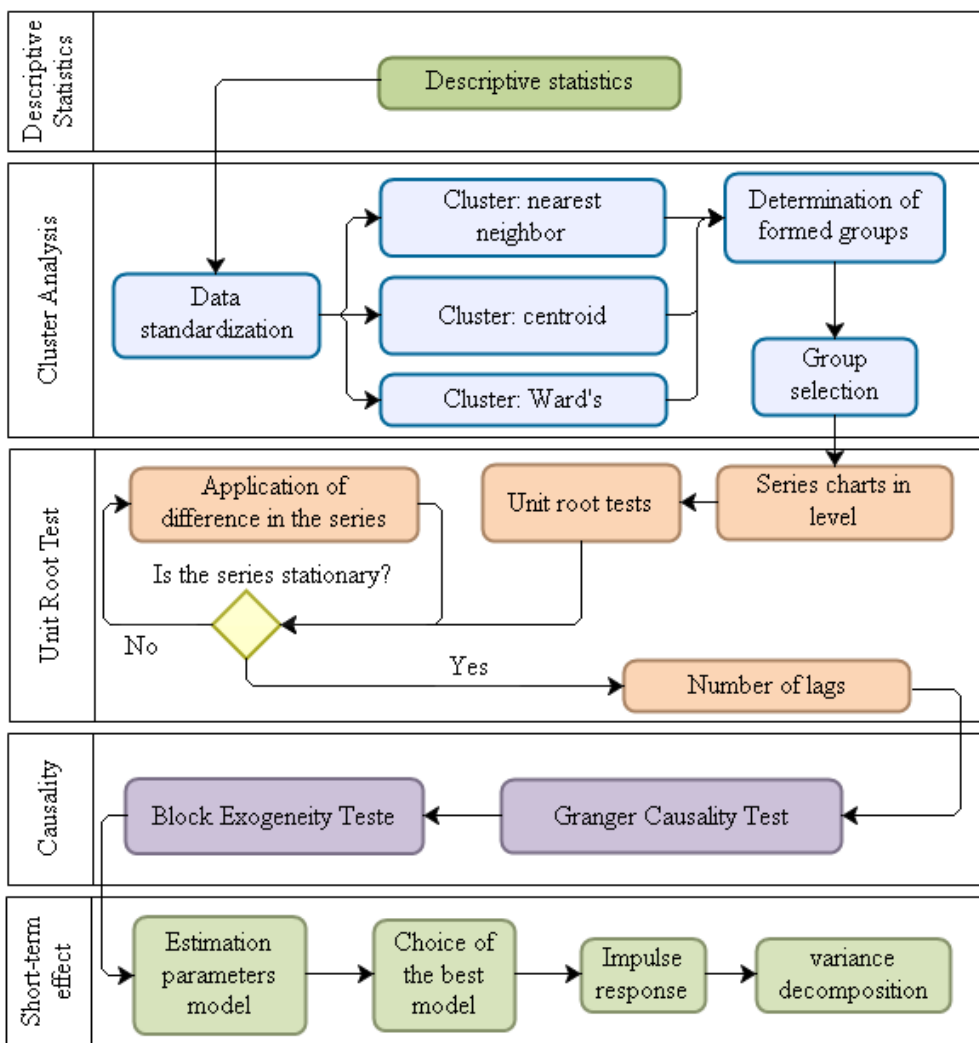 Descriptive
Statistics
Descriptive statistics
Cluster Analysis
Data
standardization
Cluster: nearest
neighbor
Cluster: centroid
Cluster: Ward's
Determination of
formed groups
Group
selection
Unit Root Test
Series charts in
level
Unit root tests
Application of
difference in the series
Is the series stationary?
No
Yes
Number of lags
Causality
Granger Causality Test
Block Exogeneity Teste
Short-term
effect
Estimation
parameters
model
Choice of
the best
model
Impulse
response
variance
decomposition